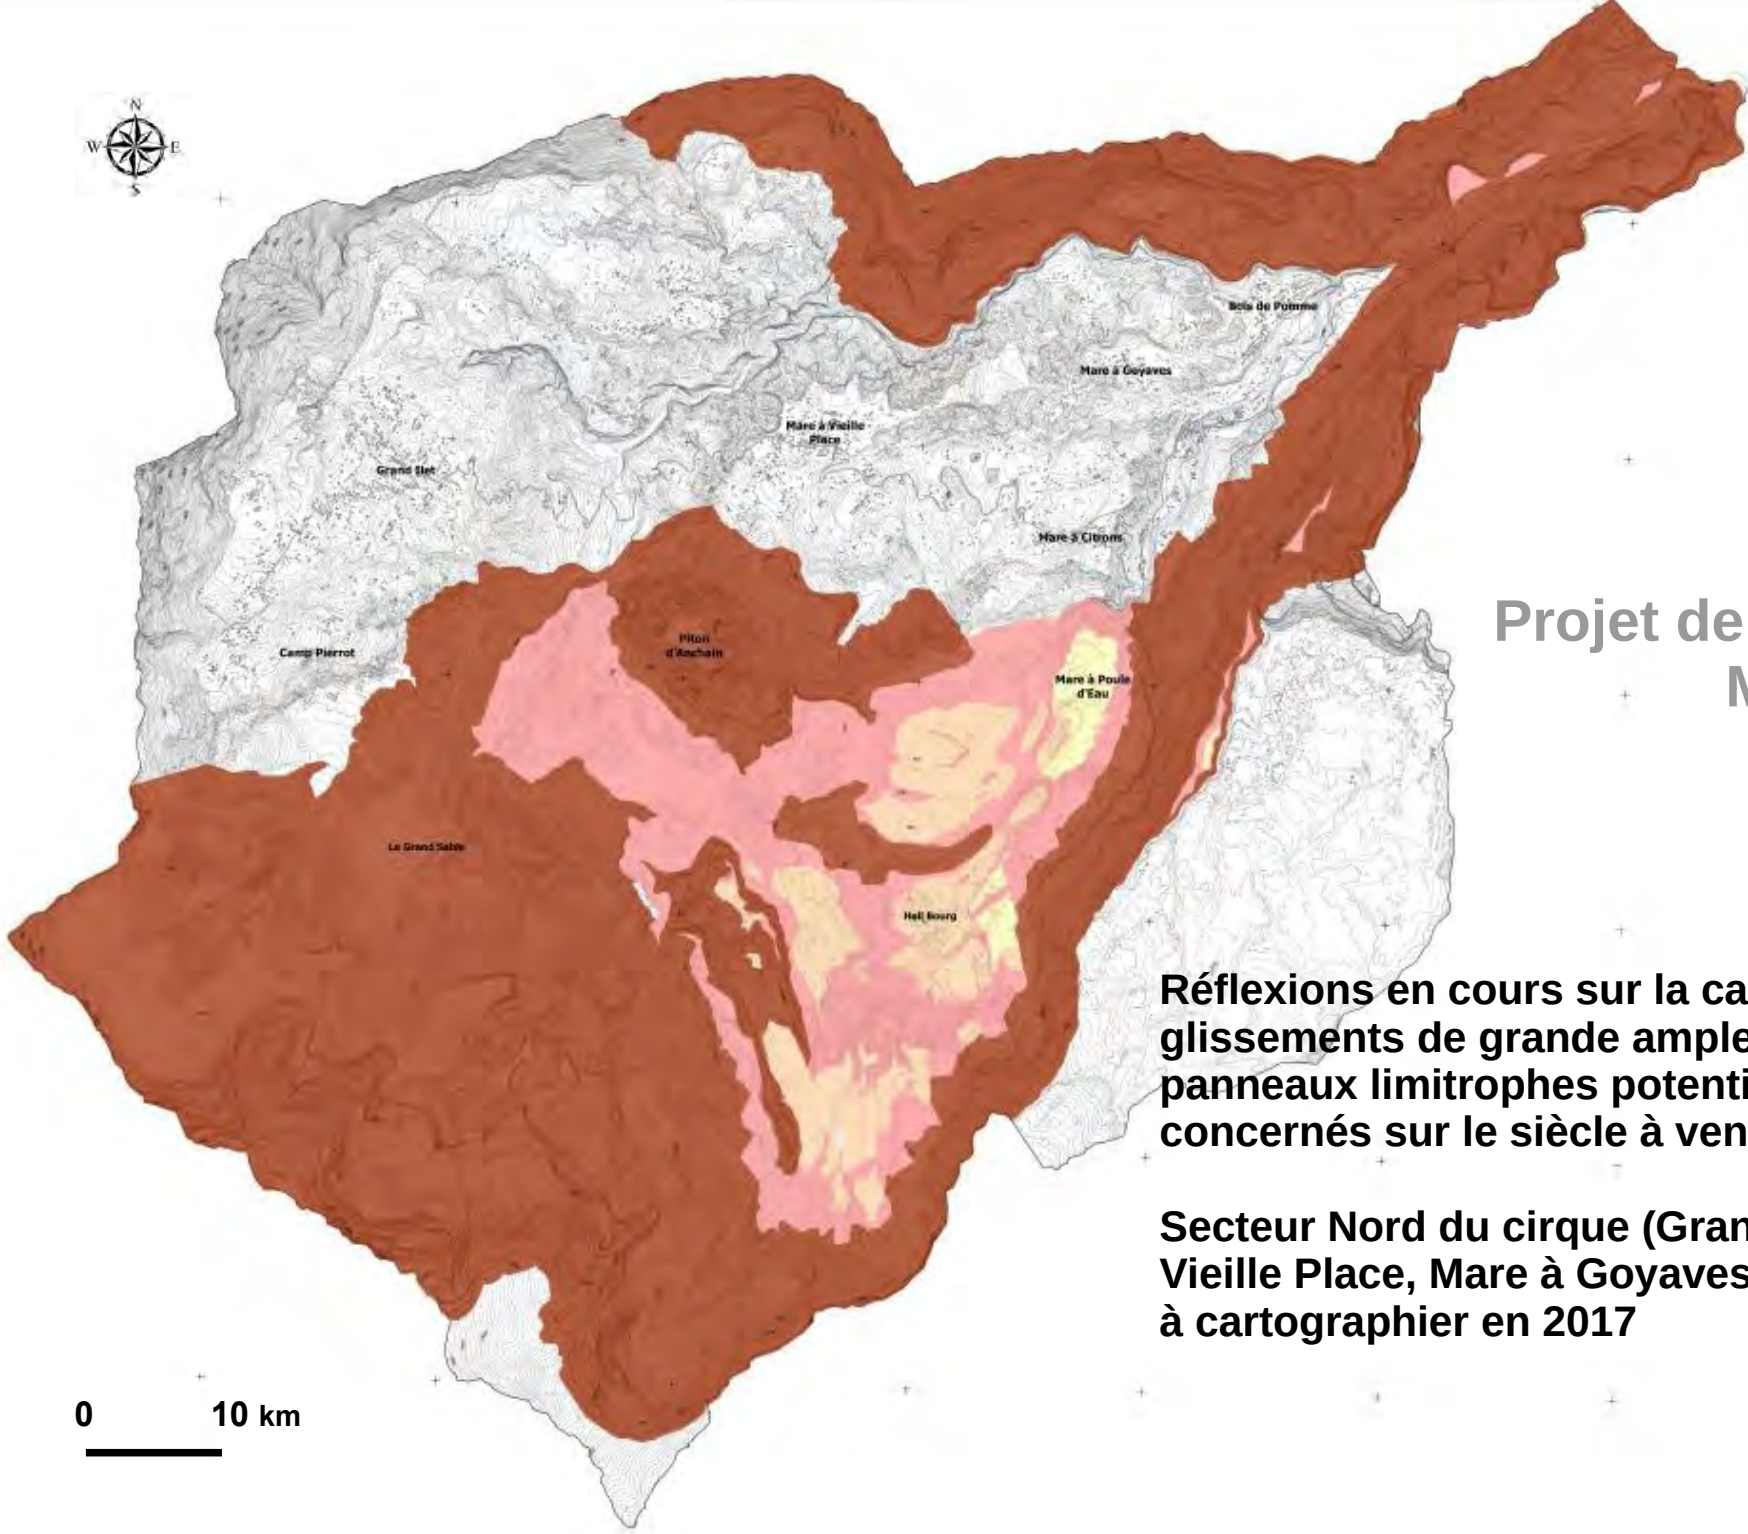 N
W E
S
Bois de Pomme
Mare à Goyaves
Mare à Vieille
Place
Grand Ilet
Mare à Citrons
Projet de
M
Camp Pierrot
Piton
d'Anchain
Mare à Poule
d'Eau
Le Grand Sable
Hell Bourg
Réflexions en cours sur la ca
glissements de grande ample
panneaux limitrophes potenti
concernés sur le siècle à ven
Secteur Nord du cirque (Gran
Vieille Place, Mare à Goyaves
à cartographier en 2017
0 10 km